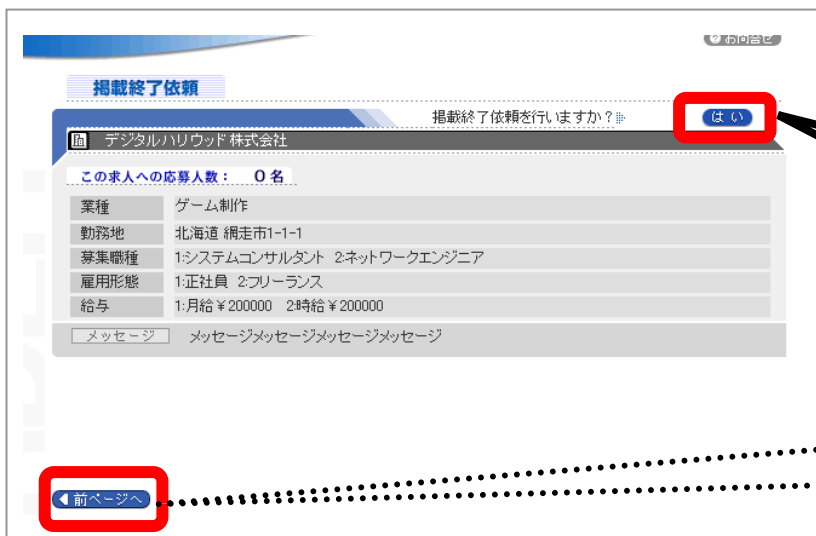 お問合せ
掲載終了依頼
掲載終了依頼を行いますか？
はい
デジタルハリウッド 株式会社
この求人への応募人数： 0 名
業種 ゲーム制作
勤務地 北海道 網走市1-1-1
募集職種 1:システムコンサルタント 2:ネットワークエンジニア
雇用形態 1:正社員 2:フリーランス
給与 1:月給￥200000 2:時給￥200000
メッセージ メッセージメッセージメッセージメッセージ
前ページへ